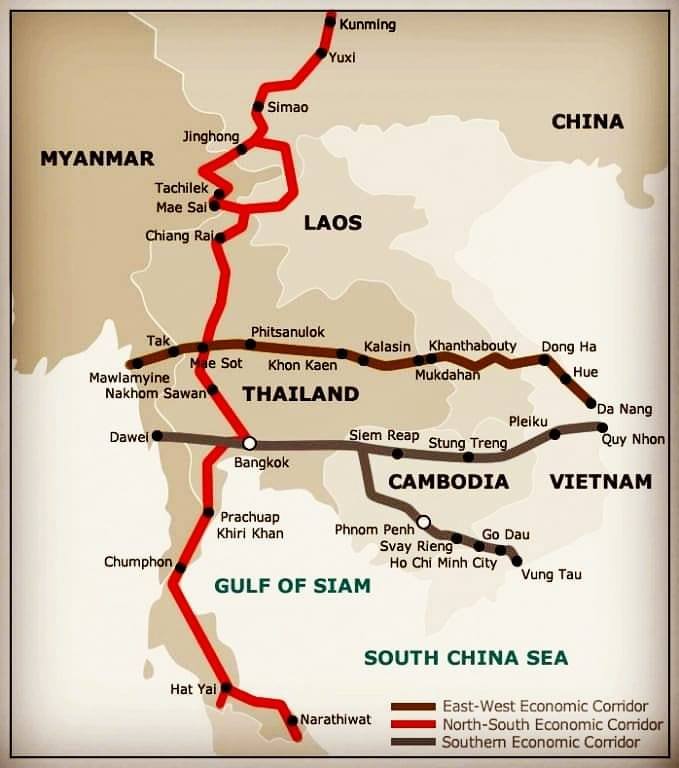 Kunming
Yuxi
Simao
CHINA
Jinghong
MYANMAR
Tachilek
Mae Sai
LAOS
Chiang Rai
Tak
Phitsanulok
Kalasin
Khanthabouty
Dong Ha
Mae Sot
Khon Kaen
Mukdahan
Hue
Mawlamyine
Nakhom Sawan
THAILAND
Da Nang
Pleiku
Dawei
Siem Reap
Stung Treng
Quy Nhon
Bangkok
CAMBODIA
VIETNAM
Prachuap
Khiri Khan
Phnom Penh
Go Dau
Svay Rieng
Ho Chi Minh City
Chumphon
Vung Tau
GULF OF SIAM
SOUTH CHINA SEA
Hat Yai
Narathiwat
East-West Economic Corridor
North-South Economic Corridor
Southern Economic Corridor